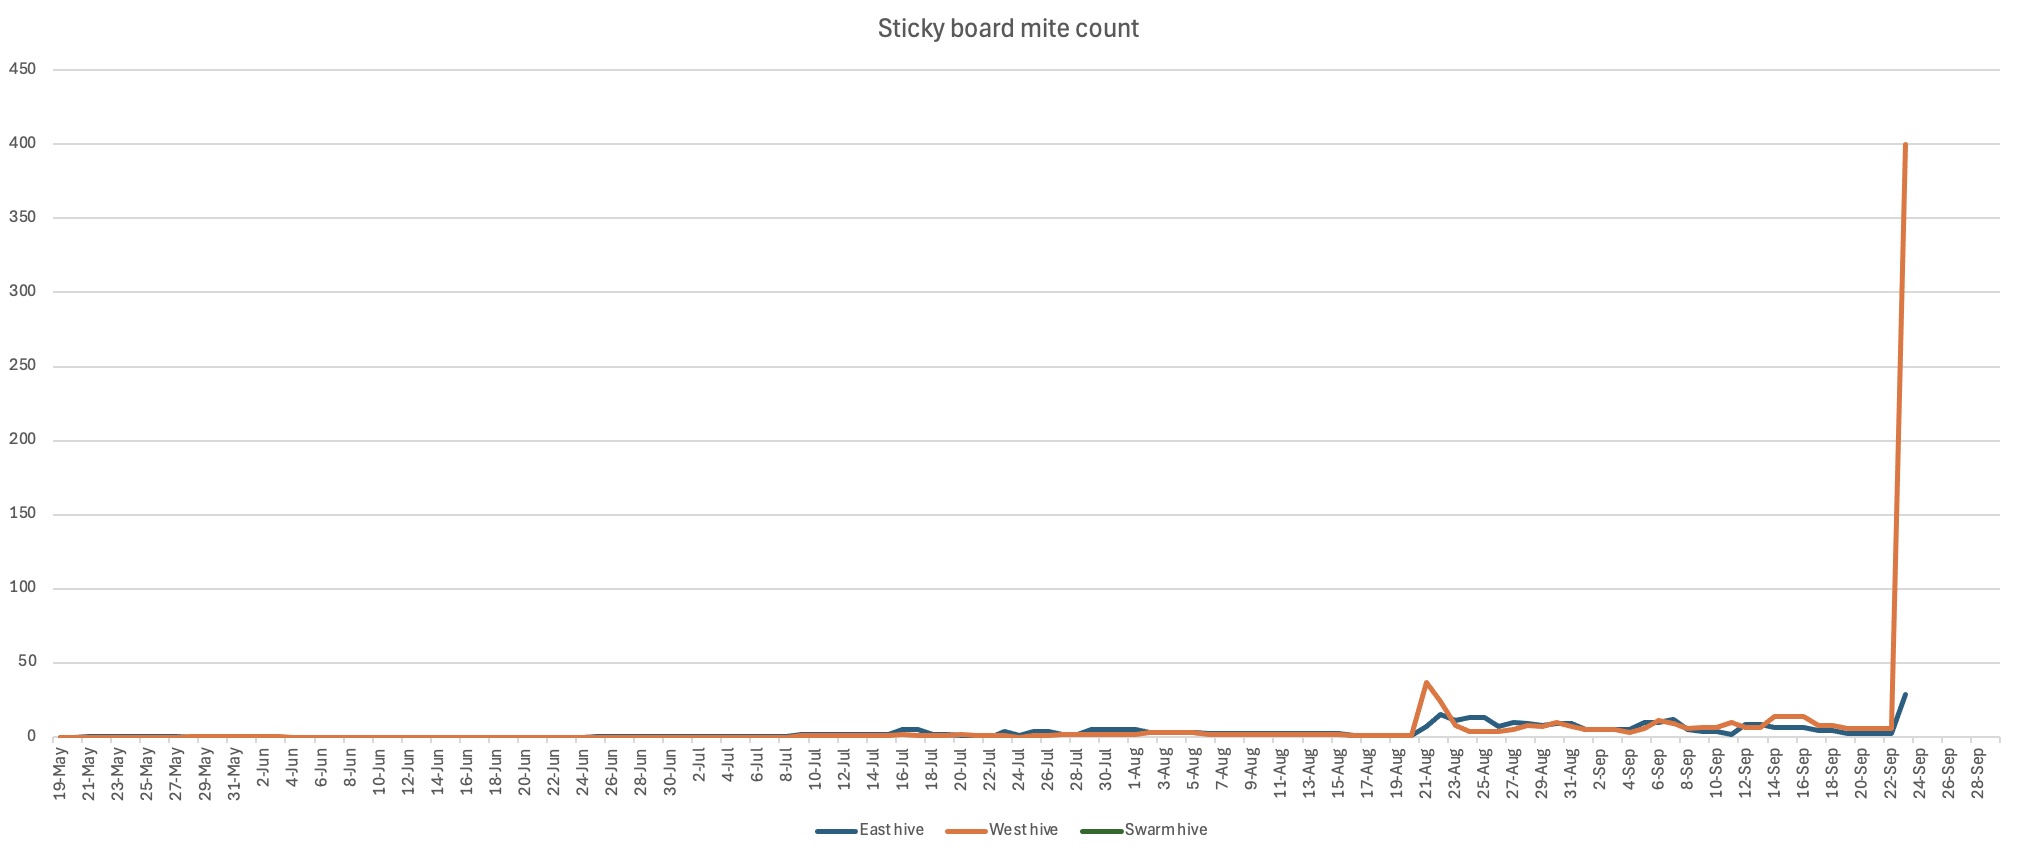 Sticky board mite count
450
400
350
300
250
200
150
100
50
0
19-May
21-May
23-May
25-May
27-May
29-May
31-May
2-Jun
4-Jun
6-Jun
8-Jun
10-Jun
12-Jun
14-Jun
16-Jun
18-Jun
20-Jun
22-Jun
24-Jun
26-Jun
28-Jun
30-Jun
2-Jul
4-Jul
6-Jul
8-Jul
10-Jul
12-Jul
14-Jul
16-Jul
18-Jul
20-Jul
22-Jul
24-Jul
26-Jul
28-Jul
30-Jul
1-Aug
3-Aug
5-Aug
7-Aug
9-Aug
11-Aug
13-Aug
15-Aug
17-Aug
19-Aug
21-Aug
23-Aug
25-Aug
27-Aug
29-Aug
31-Aug
2-Sep
4-Sep
6-Sep
8-Sep
10-Sep
12-Sep
14-Sep
16-Sep
18-Sep
20-Sep
22-Sep
24-Sep
26-Sep
28-Sep
East hive West hive Swarm hive